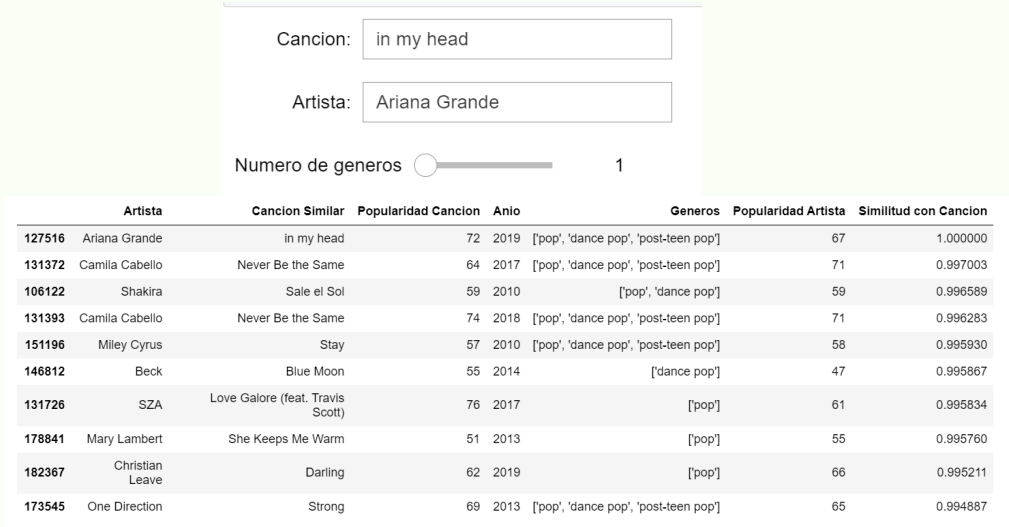 Cancion: in my head
Artista: Ariana Grande
Numero de generos 1
Artista Cancion Similar Popularidad Cancion Anio Generos Popularidad Artista Similitud con Cancion
127516 Ariana Grande in my head 72 2019 ['pop', 'dance pop', 'post-teen pop'] 67 1.000000
131372 Camila Cabello Never Be the Same 64 2017 ['pop', 'dance pop', 'post-teen pop'] 71 0.997003
106122 Shakira Sale el Sol 59 2010 ['pop', 'dance pop'] 59 0.996589
131393 Camila Cabello Never Be the Same 74 2018 ['pop', 'dance pop', 'post-teen pop'] 71 0.996283
151196 Miley Cyrus Stay 57 2010 ['pop', 'dance pop', 'post-teen pop'] 58 0.995930
146812 Beck Blue Moon 55 2014 ['dance pop'] 47 0.995867
131726 SZA Love Galore (feat. Travis Scott) 76 2017 ['pop'] 61 0.995834
178841 Mary Lambert She Keeps Me Warm 51 2013 ['pop'] 55 0.995760
182367 Christian Leave Darling 62 2019 ['pop'] 66 0.995211
173545 One Direction Strong 69 2013 ['pop', 'dance pop', 'post-teen pop'] 65 0.994887